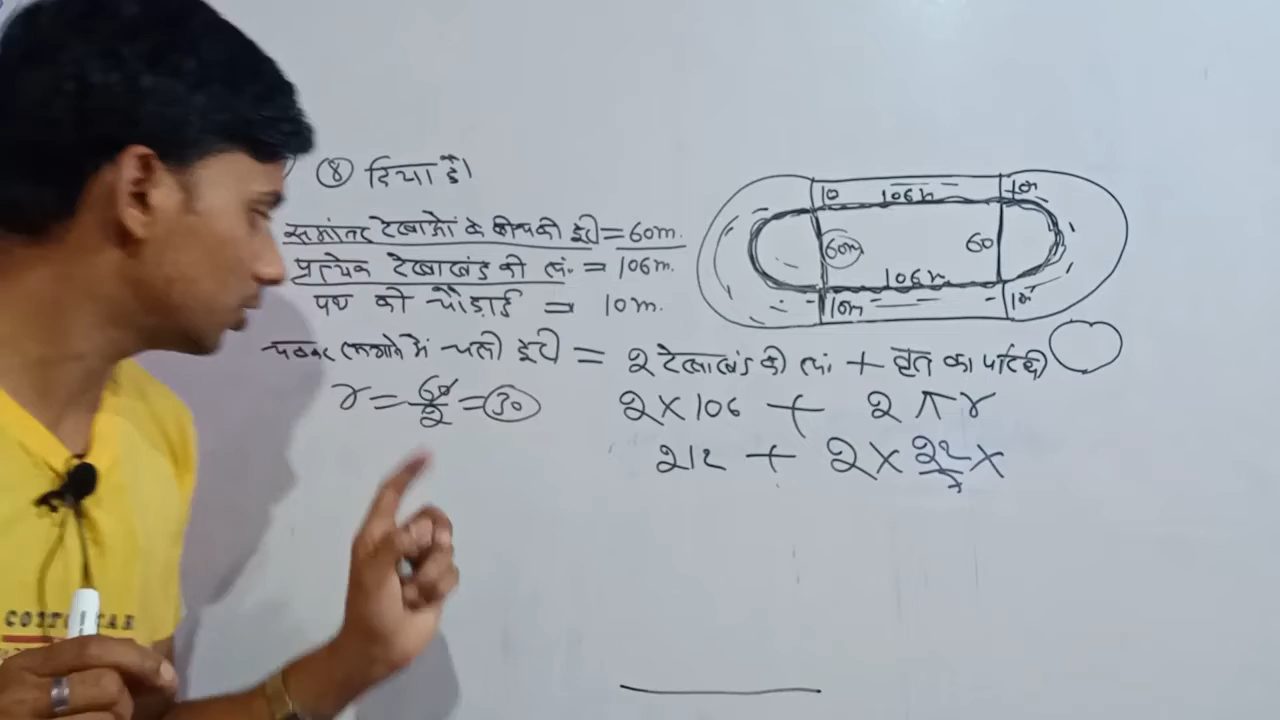 ⑧ दिया है।
समांतर रेखाओं के बीच की दूरी = 60m.
प्रत्येक रेखाखंड की लं. = 106m.
पथ की चौड़ाई = 10m.
चक्कर लगाने में चली दूरी = 2 रेखाखंड की लं. + वृत का परिधी
r = 60/2 = 30
2 × 106 + 2πr
212 + 2 × 22/7 ×
10 106m 10m
60m 60
106m
10m 10